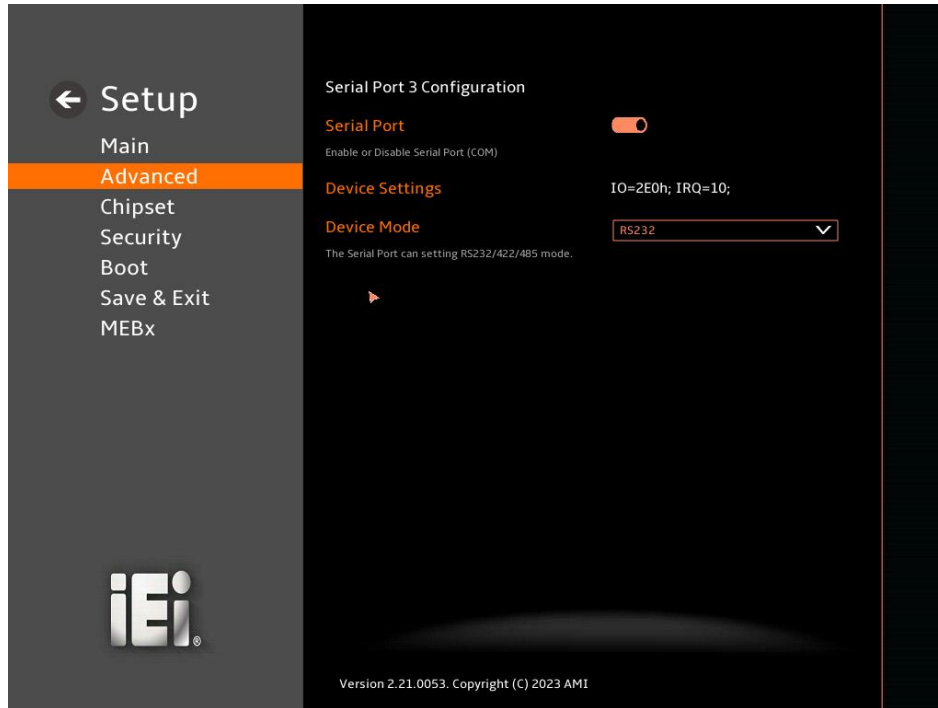 Setup
Main
Advanced
Chipset
Security
Boot
Save & Exit
MEBx
iEi®
Serial Port 3 Configuration
Serial Port
Enable or Disable Serial Port (COM)
Device Settings IO=2E0h; IRQ=10;
Device Mode RS232
The Serial Port can setting RS232/422/485 mode.
Version 2.21.0053. Copyright (C) 2023 AMI